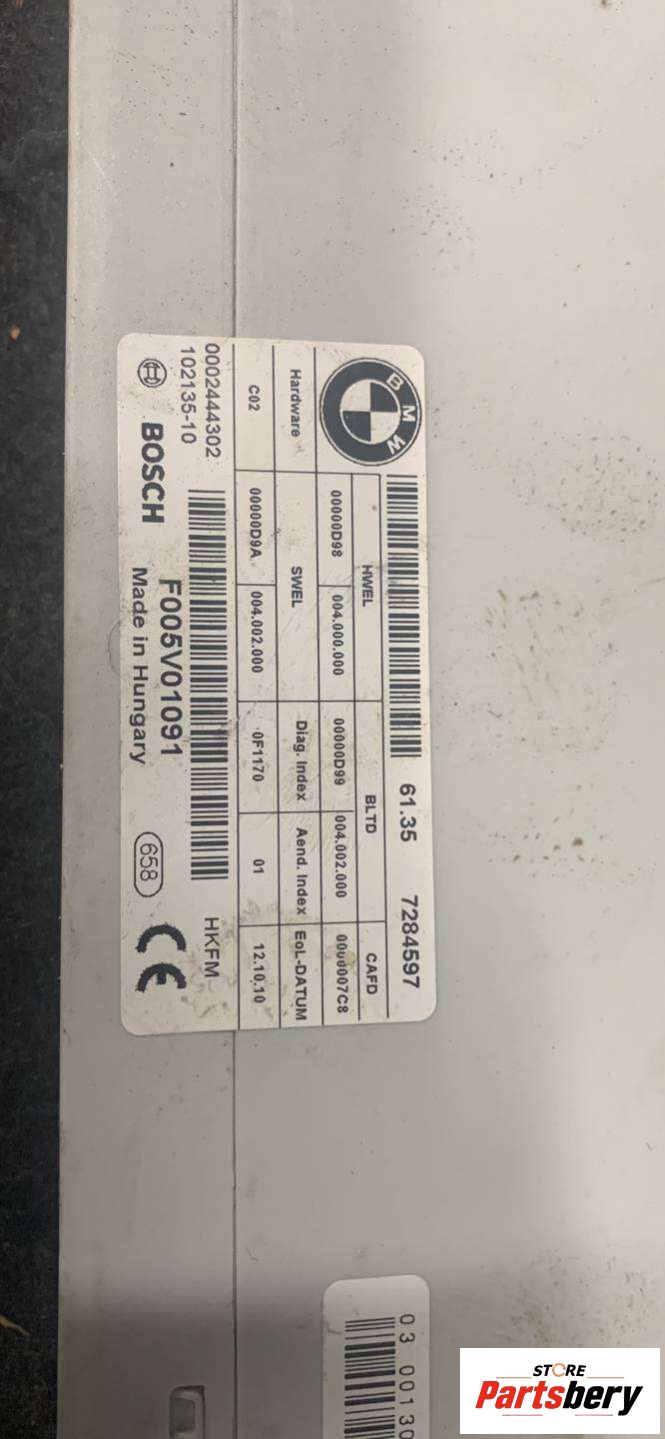 BMW
61.35 7284597
HWEL BLTD CAFD
00000D98 004.000.000 00000D99 004.002.000 000007C8
Hardware SWEL Diag. Index Aend. Index EoL-DATUM
C02 00000D9A 004.002.000 0F1170 01 12.10.10
0002444302
102135-10
HKFM
F005V01091
BOSCH Made in Hungary 658 CE
03 00130
STORE
Partsbery